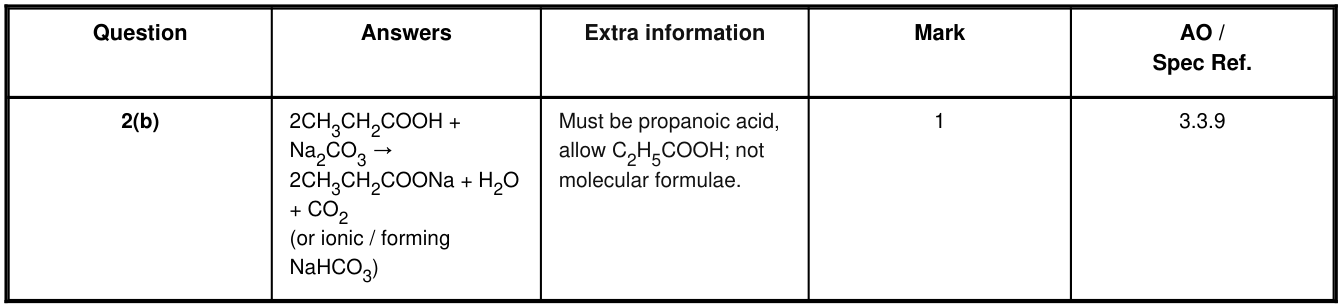 Question Answers Extra information Mark AO /
Spec Ref.
2(b) 2CH₃CH₂COOH + Must be propanoic acid, 1 3.3.9
Na₂CO₃ → allow C₂H₅COOH; not
2CH₃CH₂COONa + H₂O molecular formulae.
+ CO₂
(or ionic / forming
NaHCO₃)